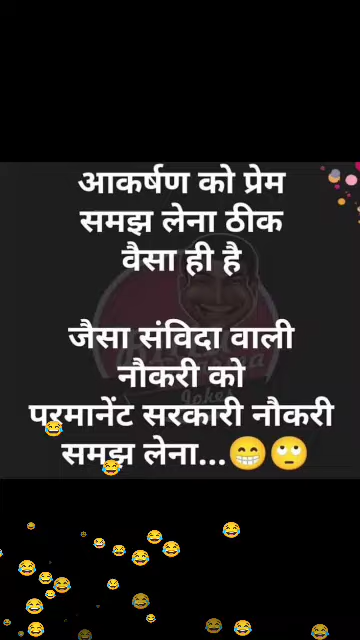 आकर्षण को प्रेम
समझ लेना ठीक
वैसा ही है
जैसा संविदा वाली
नौकरी को
परमानेंट सरकारी नौकरी
समझ लेना...😁🙄